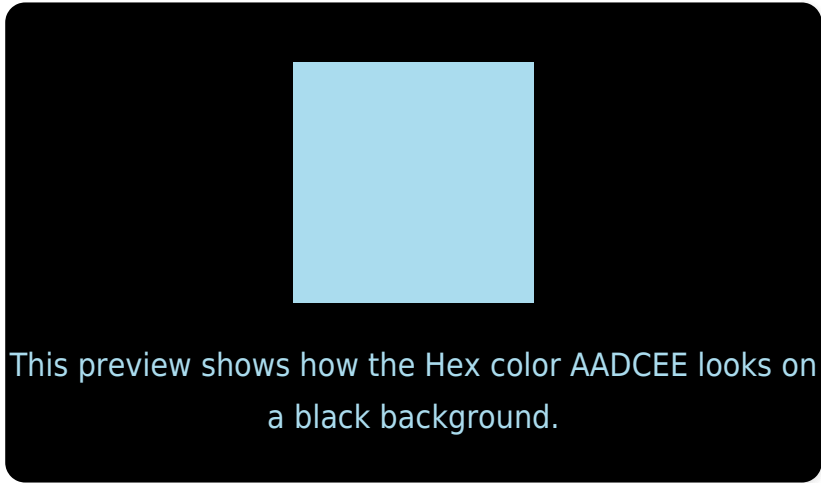 This preview shows how the Hex color AADCEE looks on
a black background.